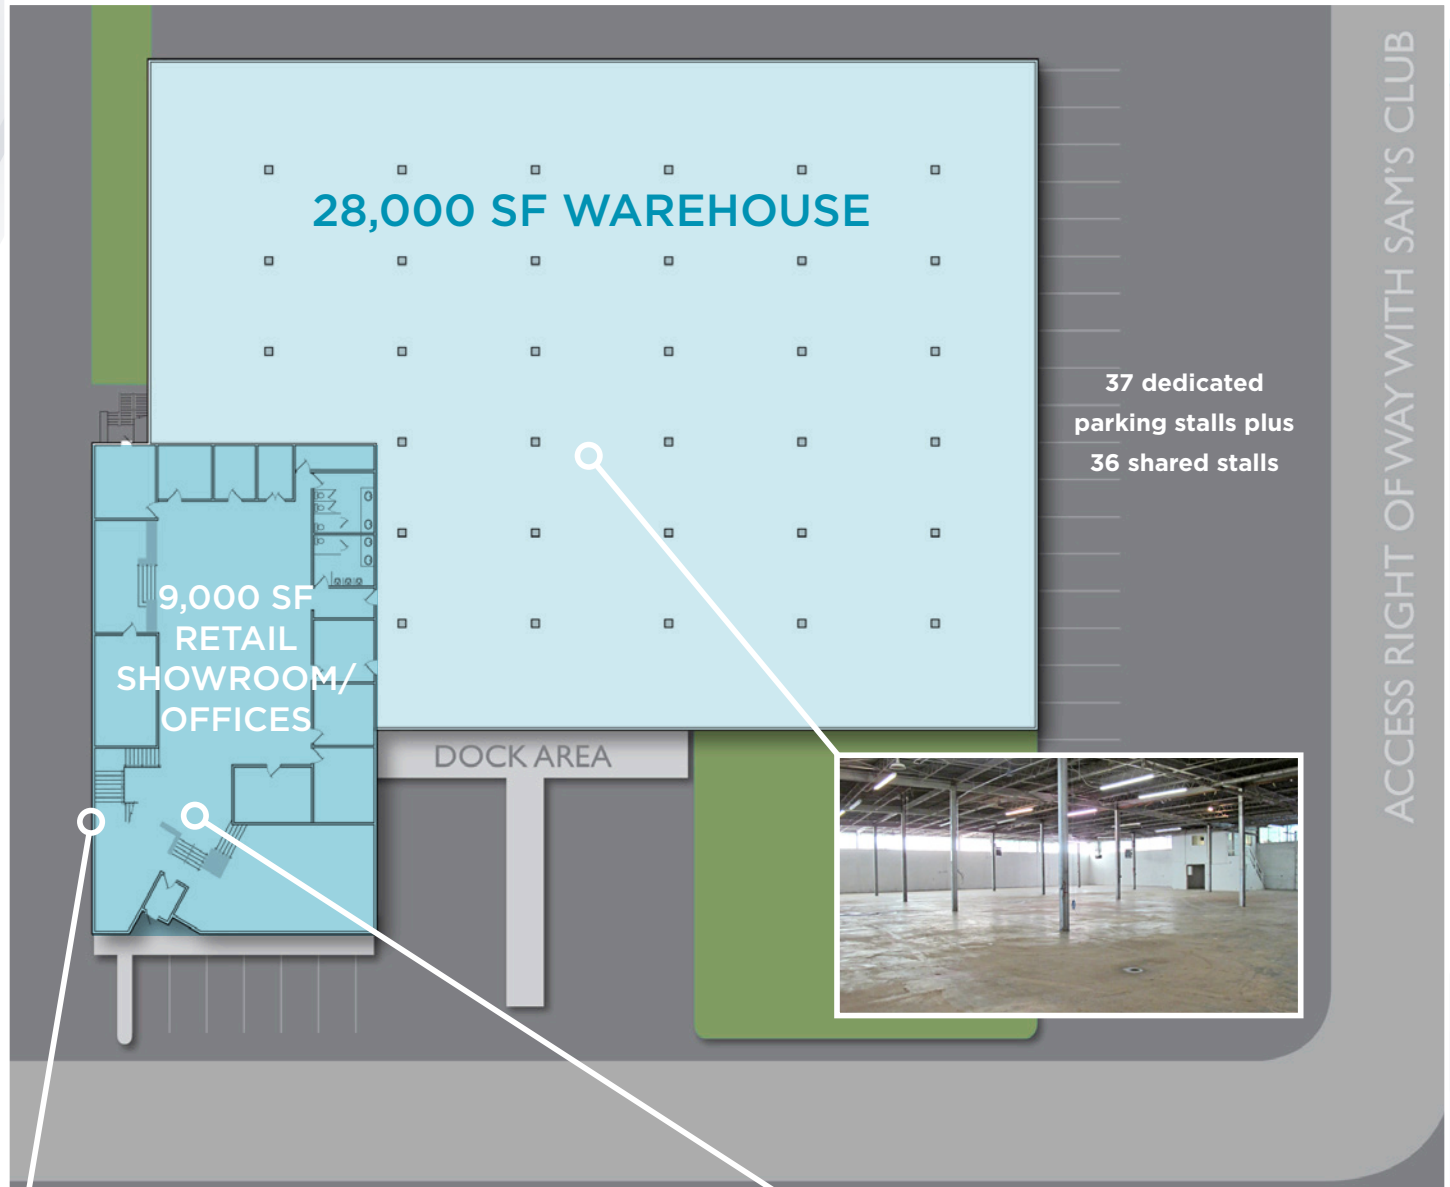 28,000 SF WAREHOUSE
37 dedicated
parking stalls plus
36 shared stalls
9,000 SF
RETAIL
SHOWROOM/
OFFICES
DOCK AREA
ACCESS RIGHT OF WAY WITH SAM'S CLUB